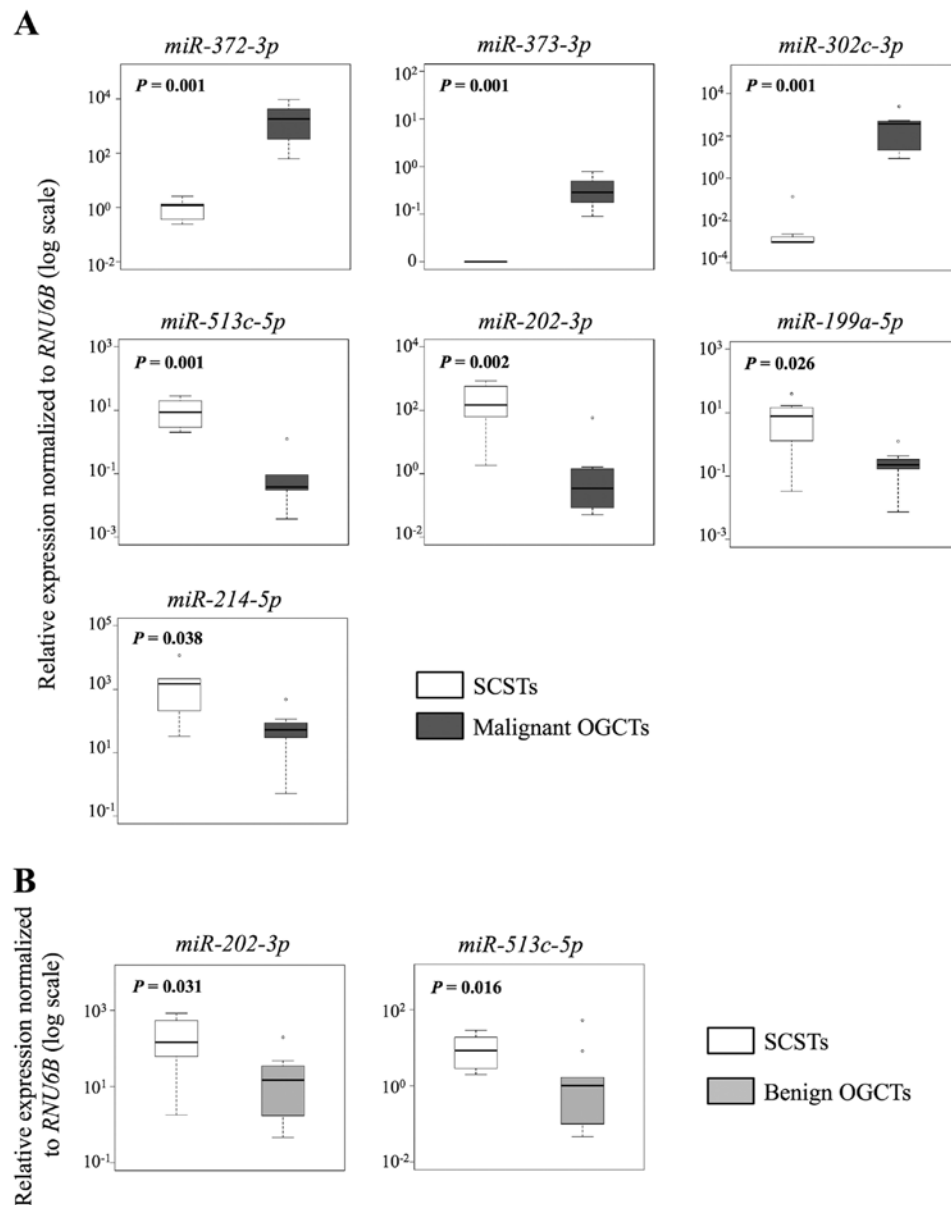 A
miR-372-3p
miR-373-3p
miR-302c-3p
P = 0.001
P = 0.001
P = 0.001
10^4
10^2
10^0
10^-2
10^2
10^0
10^-1
0
10^4
10^2
10^0
10^-2
10^-4
Relative expression normalized to RNU6B (log scale)
miR-513c-5p
miR-202-3p
miR-199a-5p
P = 0.001
P = 0.002
P = 0.026
10^3
10^1
10^-1
10^-3
10^4
10^2
10^0
10^-2
10^3
10^1
10^-1
10^-3
miR-214-5p
P = 0.038
10^5
10^3
10^1
10^-1
SCSTs
Malignant OGCTs
B
Relative expression normalized
to RNU6B (log scale)
miR-202-3p
miR-513c-5p
P = 0.031
P = 0.016
10^3
10^1
10^-1
10^2
10^0
10^-2
SCSTs
Benign OGCTs